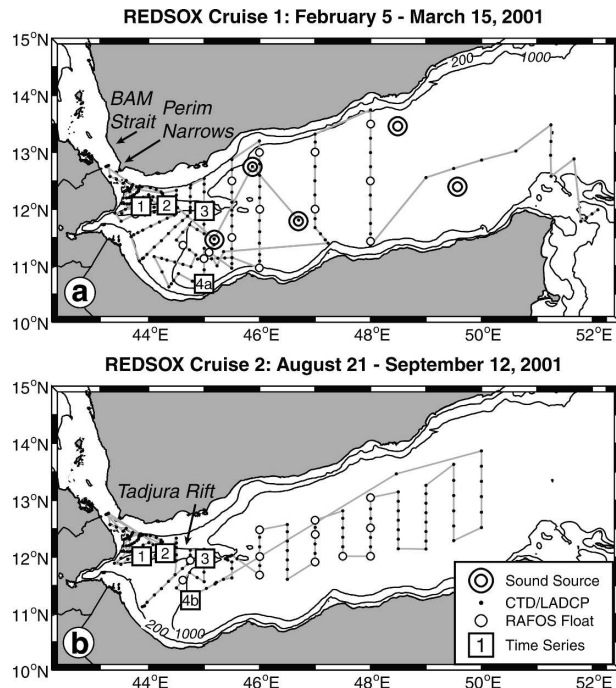 REDSOX Cruise 1: February 5 - March 15, 2001
15°N
14°N
13°N
12°N
11°N
10°N
BAM
Strait
Perim
Narrows
200
1000
1
2
3
4a
a
44°E
46°E
48°E
50°E
52°E
REDSOX Cruise 2: August 21 - September 12, 2001
15°N
14°N
13°N
12°N
11°N
10°N
Tadjura Rift
1
2
3
4b
200
1000
b
Sound Source
CTD/LADCP
RAFOS Float
1 Time Series
44°E
46°E
48°E
50°E
52°E